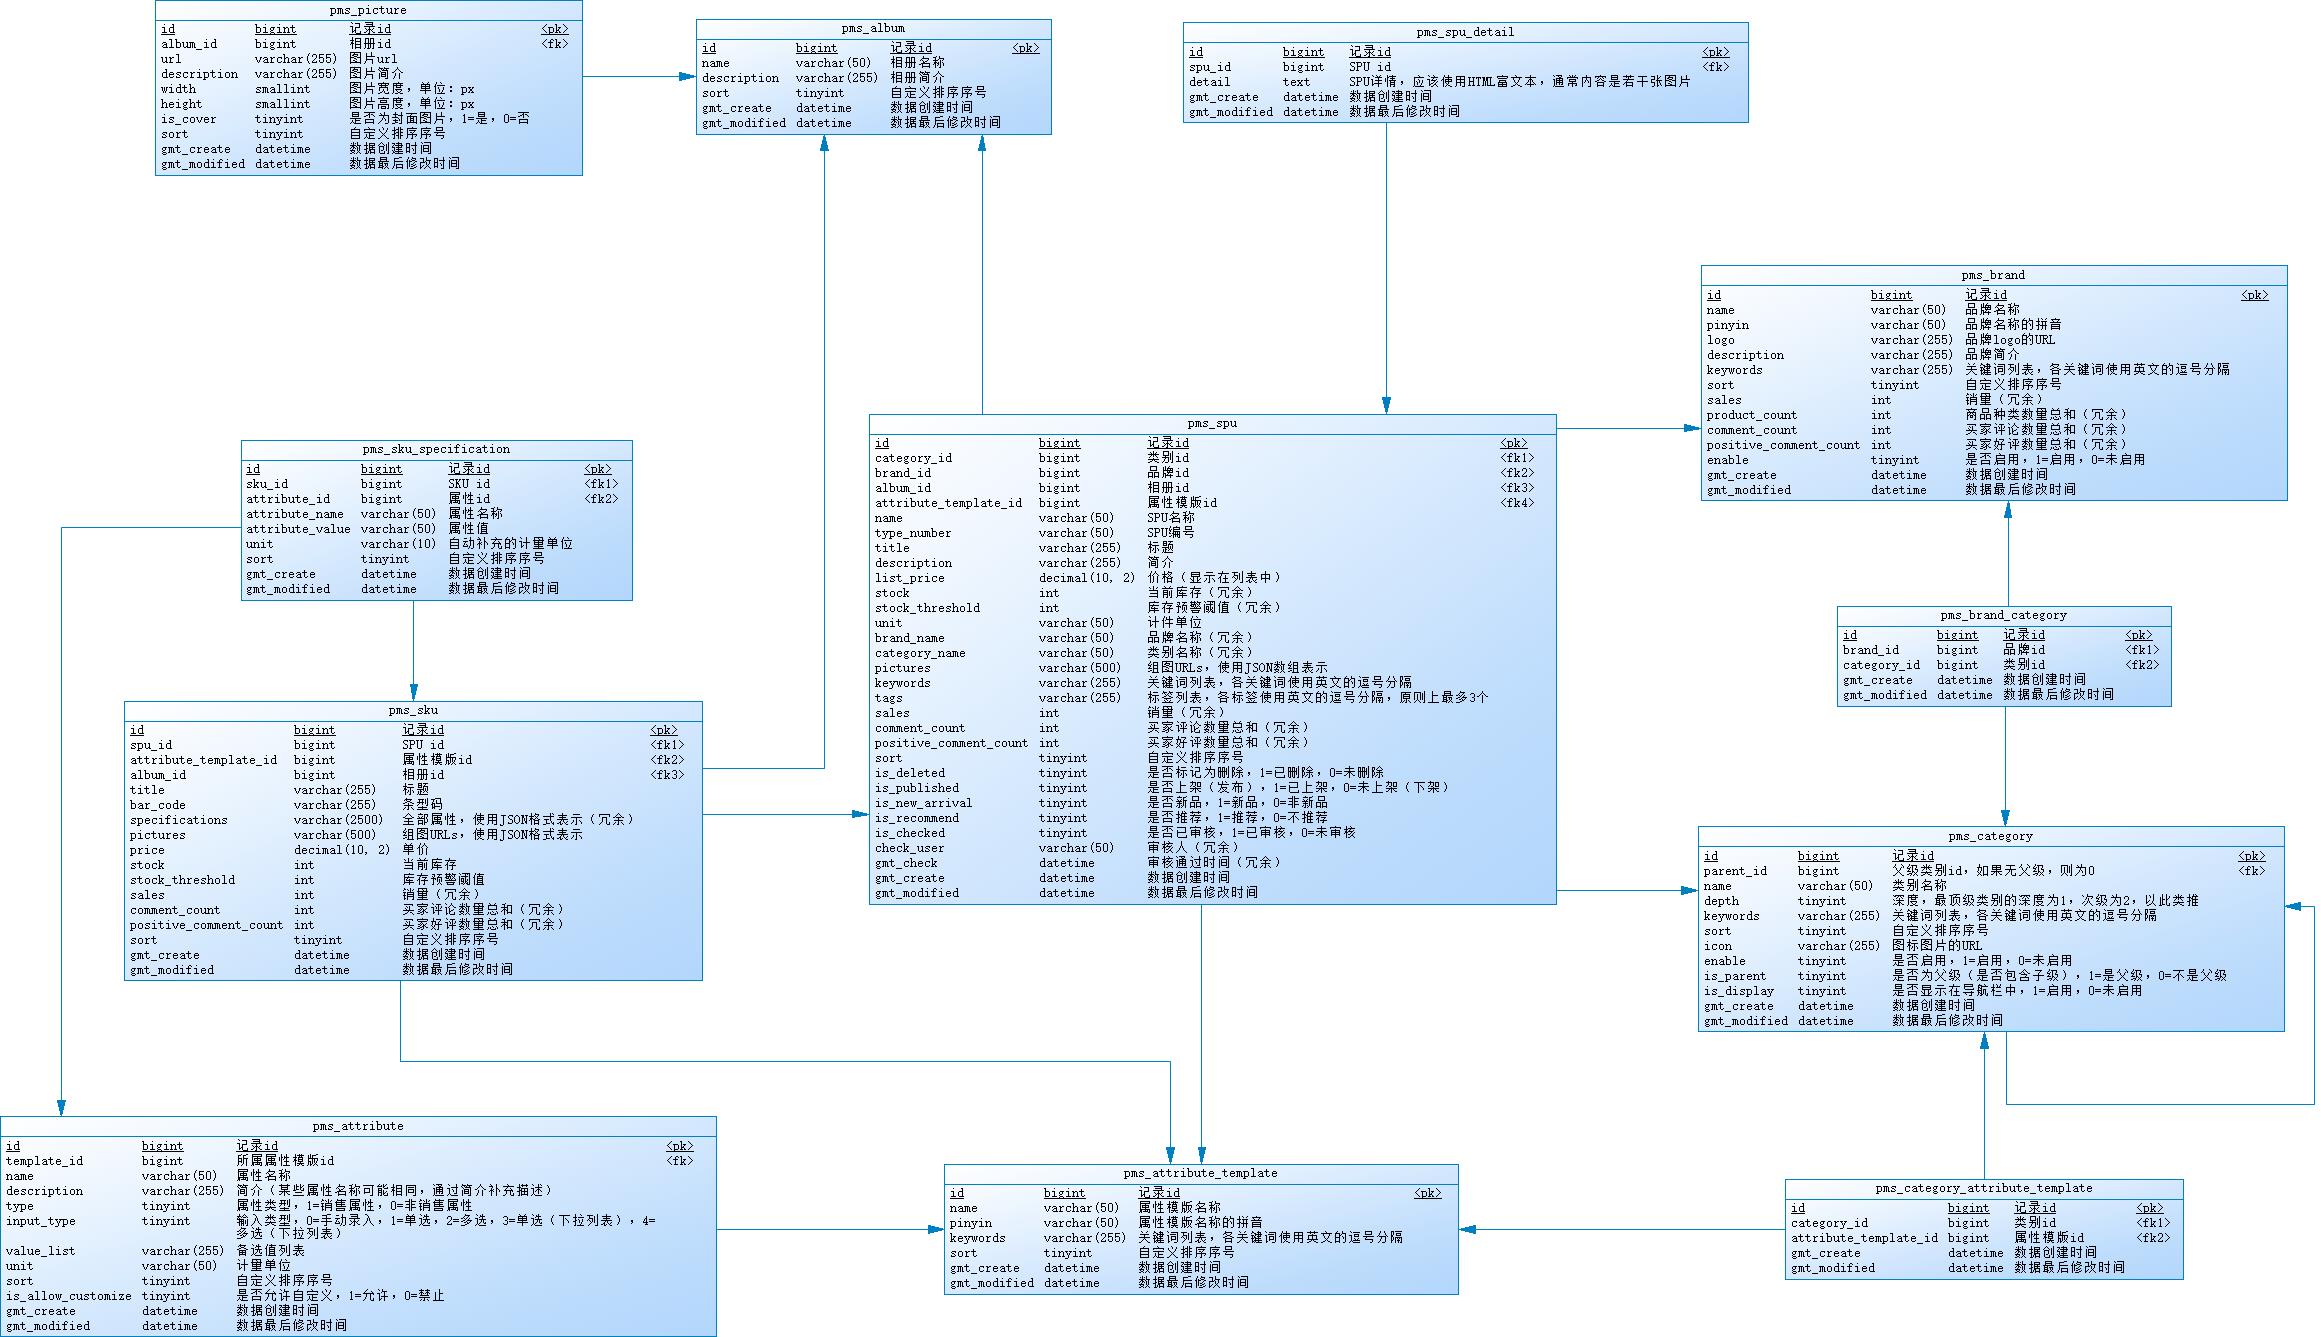 pms_picture
id bigint 记录id <pk>
album_id bigint 相册id <fk>
url varchar(255) 图片url
description varchar(255) 图片简介
width smallint 图片宽度，单位：px
height smallint 图片高度，单位：px
is_cover tinyint 是否为封面图片，1=是，0=否
sort tinyint 自定义排序序号
gmt_create datetime 数据创建时间
gmt_modified datetime 数据最后修改时间
pms_album
id bigint 记录id <pk>
name varchar(50) 相册名称
description varchar(255) 相册简介
sort tinyint 自定义排序序号
gmt_create datetime 数据创建时间
gmt_modified datetime 数据最后修改时间
pms_spu_detail
id bigint 记录id <pk>
spu_id bigint SPU id <fk>
detail text SPU详情，应该使用HTML富文本，通常内容是若干张图片
gmt_create datetime 数据创建时间
gmt_modified datetime 数据最后修改时间
pms_brand
id bigint 记录id <pk>
name varchar(50) 品牌名称
pinyin varchar(50) 品牌名称的拼音
logo varchar(255) 品牌logo的URL
description varchar(255) 品牌简介
keywords varchar(255) 关键词列表，各关键词使用英文的逗号分隔
sort tinyint 自定义排序序号
sales int 销量（冗余）
product_count int 商品种类数量总和（冗余）
comment_count int 买家评论数量总和（冗余）
positive_comment_count int 买家好评数量总和（冗余）
enable tinyint 是否启用，1=启用，0=未启用
gmt_create datetime 数据创建时间
gmt_modified datetime 数据最后修改时间
pms_sku_specification
id bigint 记录id <pk>
sku_id bigint SKU id <fk1>
attribute_id bigint 属性id <fk2>
attribute_name varchar(50) 属性名称
attribute_value varchar(50) 属性值
unit varchar(10) 自动补充的计量单位
sort tinyint 自定义排序序号
gmt_create datetime 数据创建时间
gmt_modified datetime 数据最后修改时间
pms_spu
id bigint 记录id <pk>
category_id bigint 类别id <fk1>
brand_id bigint 品牌id <fk2>
album_id bigint 相册id <fk3>
attribute_template_id bigint 属性模版id <fk4>
name varchar(50) SPU名称
type_number varchar(50) SPU编号
title varchar(255) 标题
description varchar(255) 简介
list_price decimal(10, 2) 价格（显示在列表中）
stock int 当前库存（冗余）
stock_threshold int 库存预警阈值（冗余）
unit varchar(50) 计件单位
brand_name varchar(50) 品牌名称（冗余）
category_name varchar(50) 类别名称（冗余）
pictures varchar(500) 组图URLs，使用JSON数组表示
keywords varchar(255) 关键词列表，各关键词使用英文的逗号分隔
tags varchar(255) 标签列表，各标签使用英文的逗号分隔，原则上最多3个
sales int 销量（冗余）
comment_count int 买家评论数量总和（冗余）
positive_comment_count int 买家好评数量总和（冗余）
sort tinyint 自定义排序序号
is_deleted tinyint 是否标记为删除，1=已删除，0=未删除
is_published tinyint 是否上架（发布），1=已上架，0=未上架（下架）
is_new_arrival tinyint 是否新品，1=新品，0=非新品
is_recommend tinyint 是否推荐，1=推荐，0=不推荐
is_checked tinyint 是否已审核，1=已审核，0=未审核
check_user varchar(50) 审核人（冗余）
gmt_check datetime 审核通过时间（冗余）
gmt_create datetime 数据创建时间
gmt_modified datetime 数据最后修改时间
pms_brand_category
id bigint 记录id <pk>
brand_id bigint 品牌id <fk1>
category_id bigint 类别id <fk2>
gmt_create datetime 数据创建时间
gmt_modified datetime 数据最后修改时间
pms_sku
id bigint 记录id <pk>
spu_id bigint SPU id <fk1>
attribute_template_id bigint 属性模版id <fk2>
album_id bigint 相册id <fk3>
title varchar(255) 标题
bar_code varchar(255) 条型码
specifications varchar(2500) 全部属性，使用JSON格式表示（冗余）
pictures varchar(500) 组图URLs，使用JSON格式表示
price decimal(10, 2) 单价
stock int 当前库存
stock_threshold int 库存预警阈值
sales int 销量（冗余）
comment_count int 买家评论数量总和（冗余）
positive_comment_count int 买家好评数量总和（冗余）
sort tinyint 自定义排序序号
gmt_create datetime 数据创建时间
gmt_modified datetime 数据最后修改时间
pms_category
id bigint 记录id <pk>
parent_id bigint 父级类别id，如果无父级，则为0 <fk>
name varchar(50) 类别名称
depth tinyint 深度，最顶级类别的深度为1，次级为2，以此类推
keywords varchar(255) 关键词列表，各关键词使用英文的逗号分隔
sort tinyint 自定义排序序号
icon varchar(255) 图标图片的URL
enable tinyint 是否启用，1=启用，0=未启用
is_parent tinyint 是否为父级（是否包含子级），1=是父级，0=不是父级
is_display tinyint 是否显示在导航栏中，1=启用，0=未启用
gmt_create datetime 数据创建时间
gmt_modified datetime 数据最后修改时间
pms_attribute
id bigint 记录id <pk>
template_id bigint 所属属性模版id <fk>
name varchar(50) 属性名称
description varchar(255) 简介（某些属性名称可能相同，通过简介补充描述）
type tinyint 属性类型，1=销售属性，0=非销售属性
input_type tinyint 输入类型，0=手动录入，1=单选，2=多选，3=单选（下拉列表），4=
多选（下拉列表）
value_list varchar(255) 备选值列表
unit varchar(50) 计量单位
sort tinyint 自定义排序序号
is_allow_customize tinyint 是否允许自定义，1=允许，0=禁止
gmt_create datetime 数据创建时间
gmt_modified datetime 数据最后修改时间
pms_attribute_template
id bigint 记录id <pk>
name varchar(50) 属性模版名称
pinyin varchar(50) 属性模版名称的拼音
keywords varchar(255) 关键词列表，各关键词使用英文的逗号分隔
sort tinyint 自定义排序序号
gmt_create datetime 数据创建时间
gmt_modified datetime 数据最后修改时间
pms_category_attribute_template
id bigint 记录id <pk>
category_id bigint 类别id <fk1>
attribute_template_id bigint 属性模版id <fk2>
gmt_create datetime 数据创建时间
gmt_modified datetime 数据最后修改时间